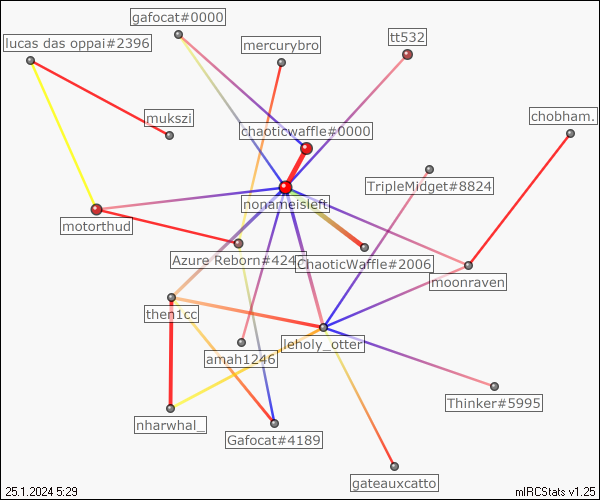 gafocat#0000
lucas das oppai#2396
mercurybro
tt532
mukszi
chaoticwaffle#0000
chobham.
TripleMidget#8824
nonameisleft
motorthud
Azure Reborn#424
ChaoticWaffle#2006
moonraven
then1cc
leholy_otter
amah1246
Thinker#5995
nharwhal_
Gafocat#4189
gateauxcatto
25.1.2024 5:29
mIRCStats v1.25